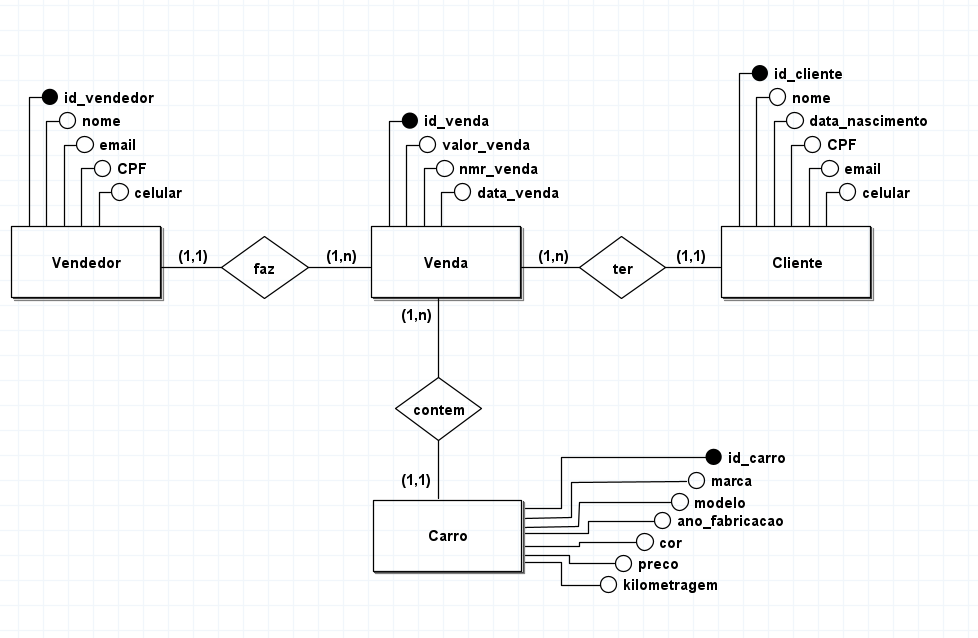 id_vendedor
nome
email
CPF
celular
Vendedor
(1,1)
faz
(1,n)
id_venda
valor_venda
nmr_venda
data_venda
Venda
(1,n)
ter
(1,1)
id_cliente
nome
data_nascimento
CPF
email
celular
Cliente
(1,n)
contem
(1,1)
Carro
id_carro
marca
modelo
ano_fabricacao
cor
preco
kilometragem